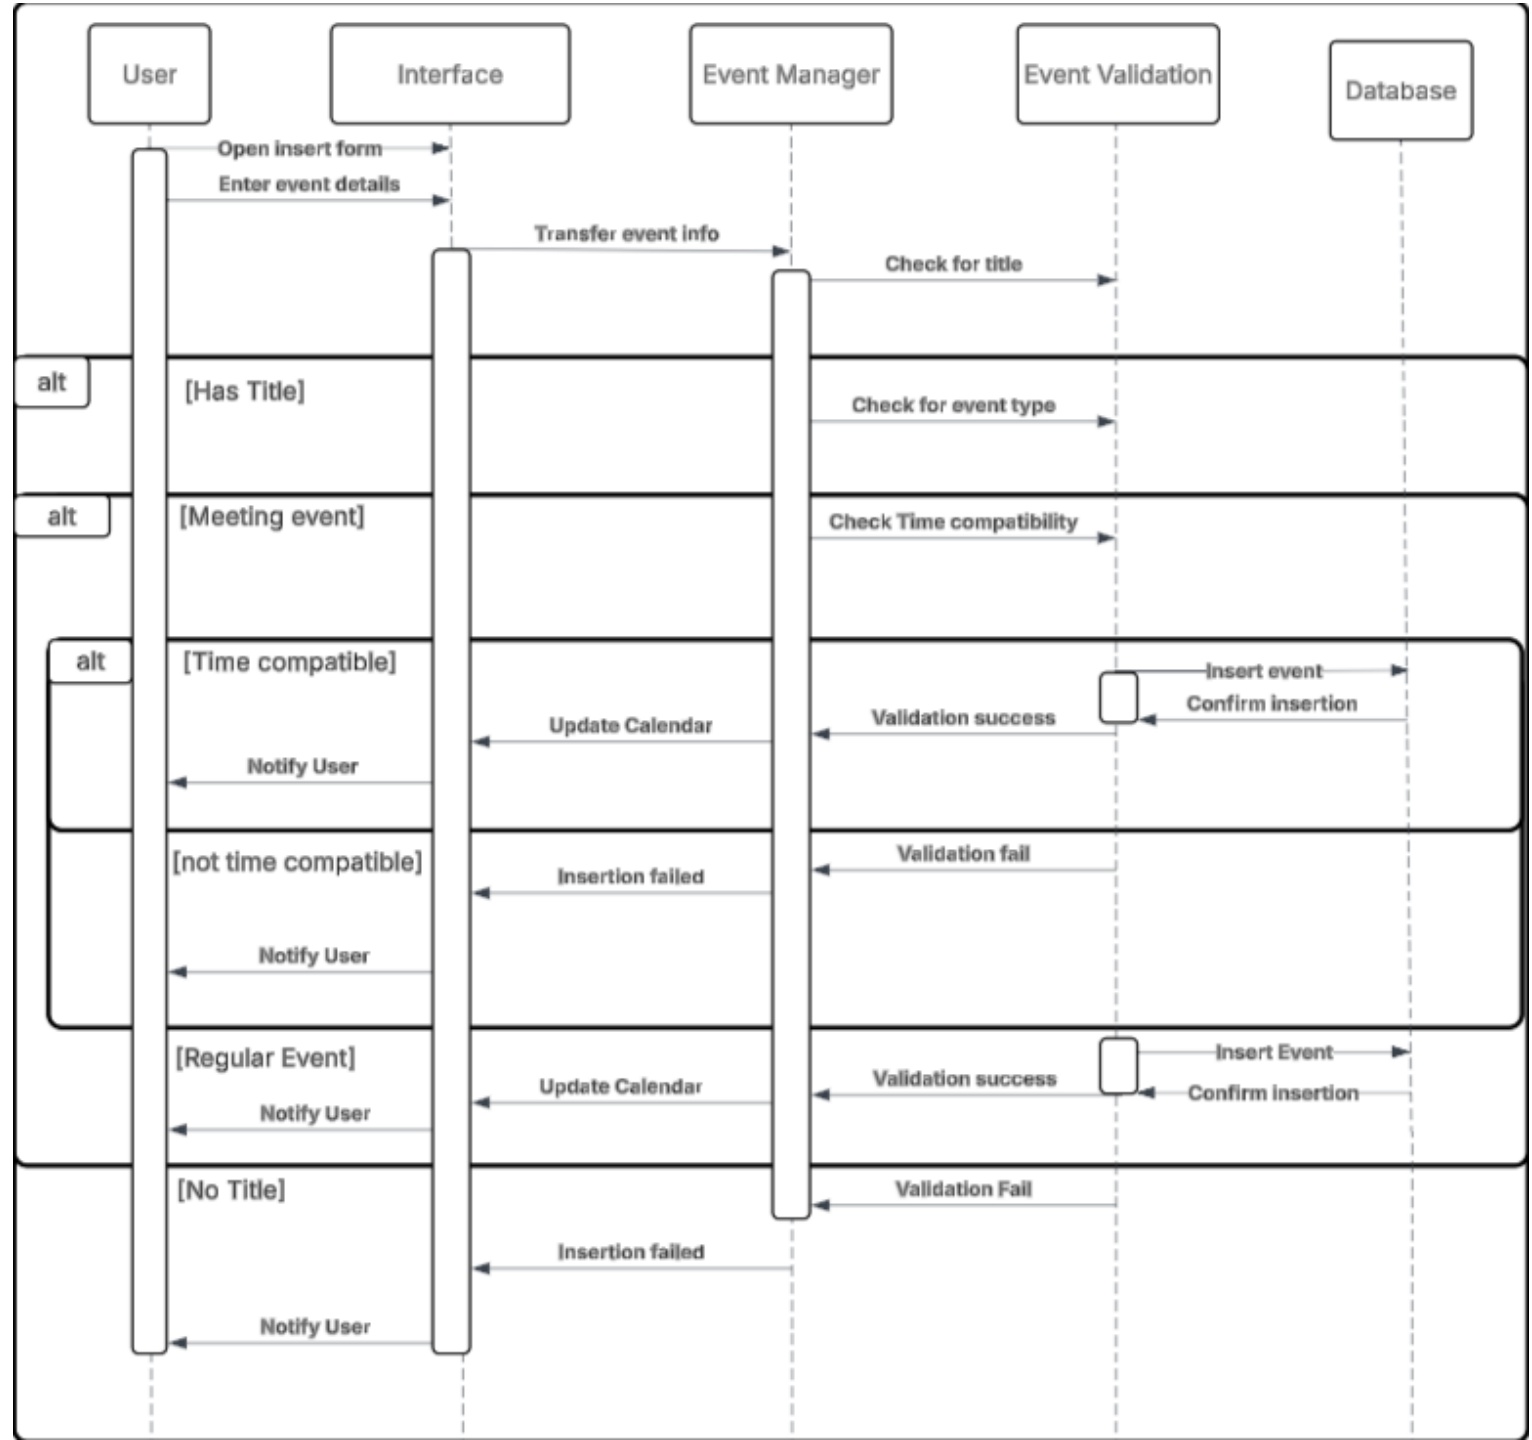 User
Interface
Event Manager
Event Validation
Database
Open insert form
Enter event details
Transfer event info
Check for title
alt
[Has Title]
Check for event type
alt
[Meeting event]
Check Time compatibility
alt
[Time compatible]
Insert event
Confirm insertion
Validation success
Update Calendar
Notify User
[not time compatible]
Validation fail
Insertion failed
Notify User
[Regular Event]
Insert Event
Confirm insertion
Validation success
Update Calendar
Notify User
[No Title]
Validation Fail
Insertion failed
Notify User